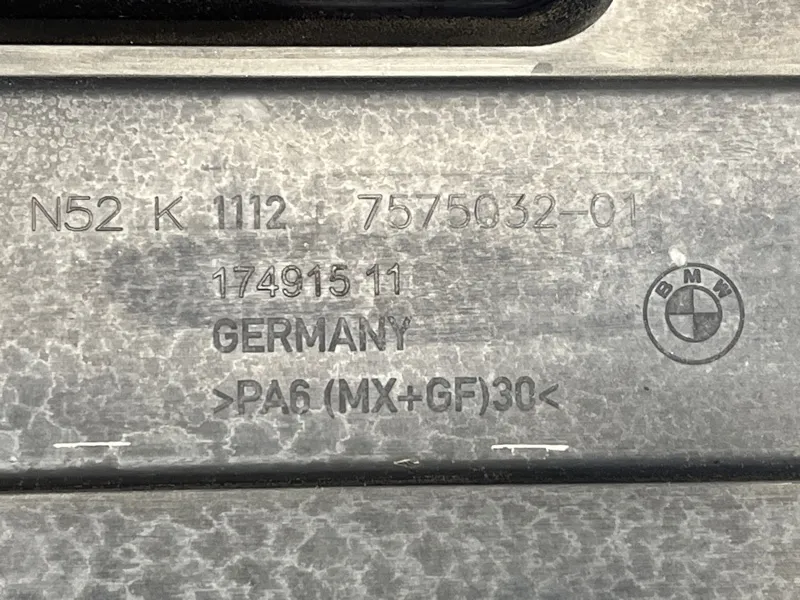 N52 K 1112 7575032-01
174915 11
GERMANY
>PA6 (MX+GF)30<
BMW